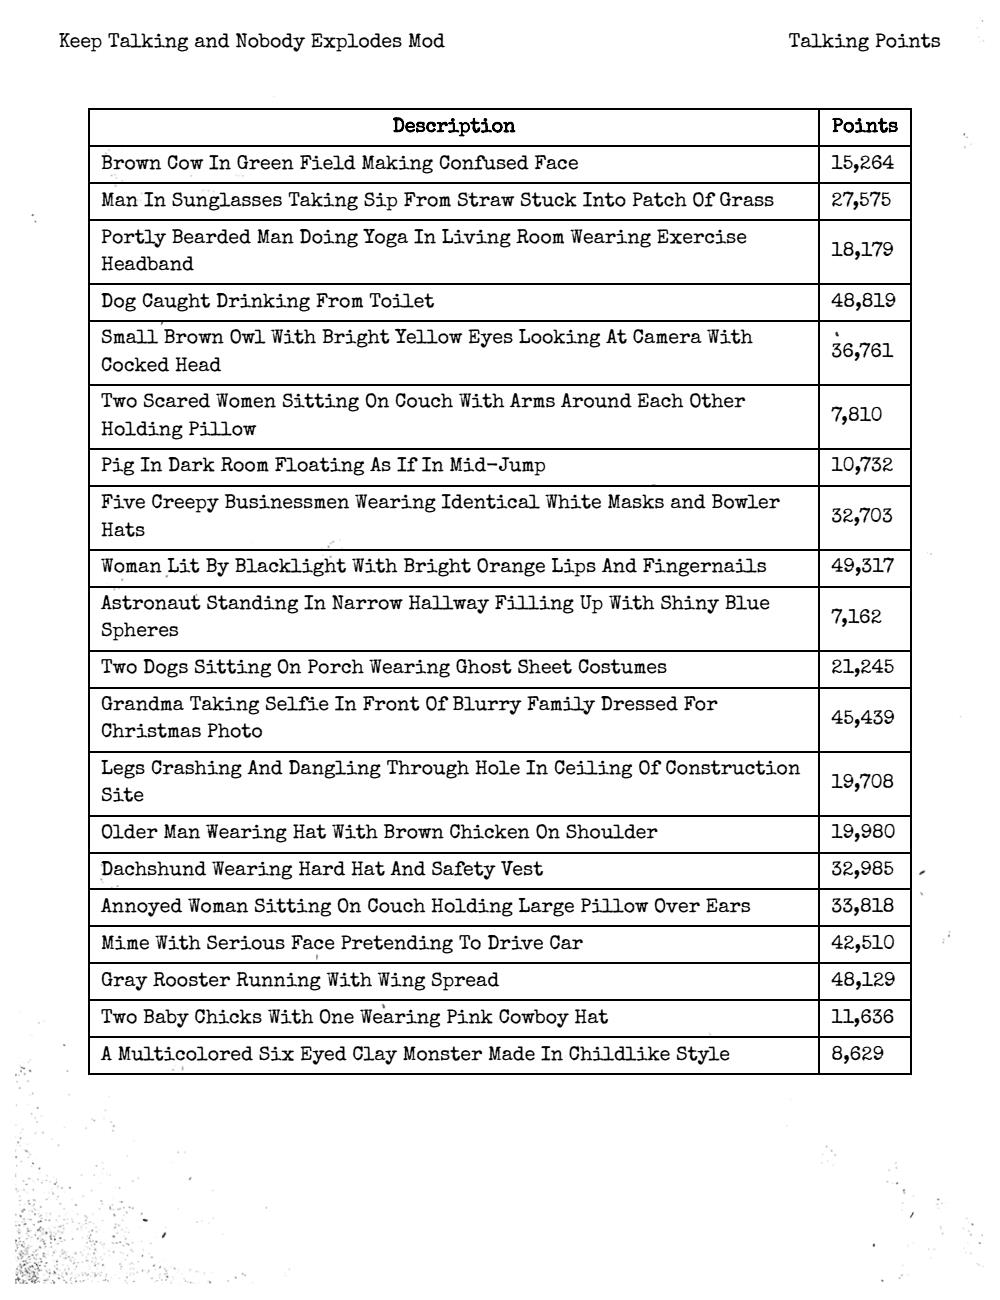 Keep Talking and Nobody Explodes Mod Talking Points
Description Points
Brown Cow In Green Field Making Confused Face 15,264
Man In Sunglasses Taking Sip From Straw Stuck Into Patch Of Grass 27,575
Portly Bearded Man Doing Yoga In Living Room Wearing Exercise
Headband 18,179
Dog Caught Drinking From Toilet 48,819
Small Brown Owl With Bright Yellow Eyes Looking At Camera With
Cocked Head 36,761
Two Scared Women Sitting On Couch With Arms Around Each Other
Holding Pillow 7,810
Pig In Dark Room Floating As If In Mid-Jump 10,732
Five Creepy Businessmen Wearing Identical White Masks and Bowler
Hats 32,703
Woman Lit By Blacklight With Bright Orange Lips And Fingernails 49,317
Astronaut Standing In Narrow Hallway Filling Up With Shiny Blue
Spheres 7,162
Two Dogs Sitting On Porch Wearing Ghost Sheet Costumes 21,245
Grandma Taking Selfie In Front Of Blurry Family Dressed For
Christmas Photo 45,439
Legs Crashing And Dangling Through Hole In Ceiling Of Construction
Site 19,708
Older Man Wearing Hat With Brown Chicken On Shoulder 19,980
Dachshund Wearing Hard Hat And Safety Vest 32,985
Annoyed Woman Sitting On Couch Holding Large Pillow Over Ears 33,818
Mime With Serious Face Pretending To Drive Car 42,510
Gray Rooster Running With Wing Spread 48,129
Two Baby Chicks With One Wearing Pink Cowboy Hat 11,636
A Multicolored Six Eyed Clay Monster Made In Childlike Style 8,629